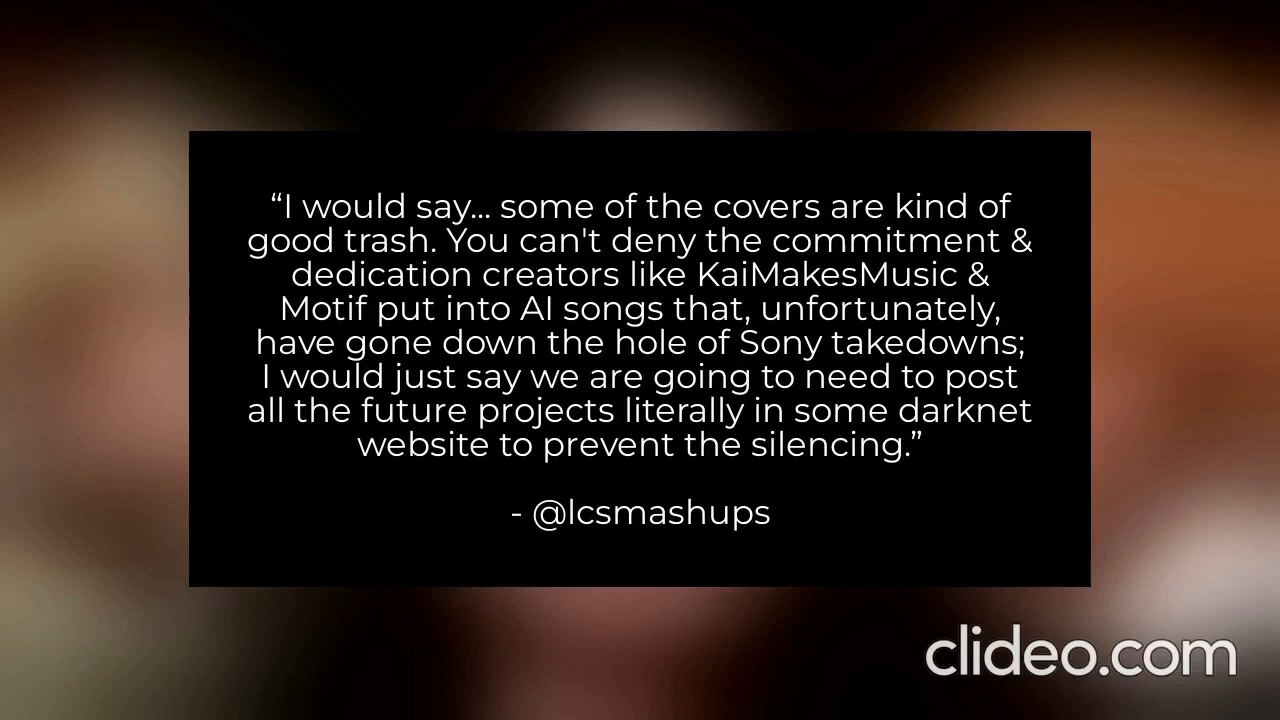 “I would say... some of the covers are kind of
good trash. You can't deny the commitment &
dedication creators like KaiMakesMusic &
Motif put into AI songs that, unfortunately,
have gone down the hole of Sony takedowns;
I would just say we are going to need to post
all the future projects literally in some darknet
website to prevent the silencing.”
- @lcsmashups
clideo.com